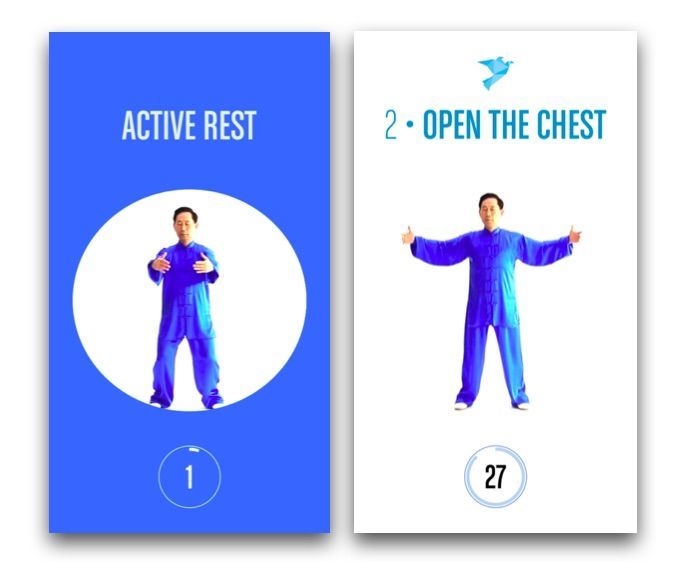 ACTIVE REST
1
2 • OPEN THE CHEST
27